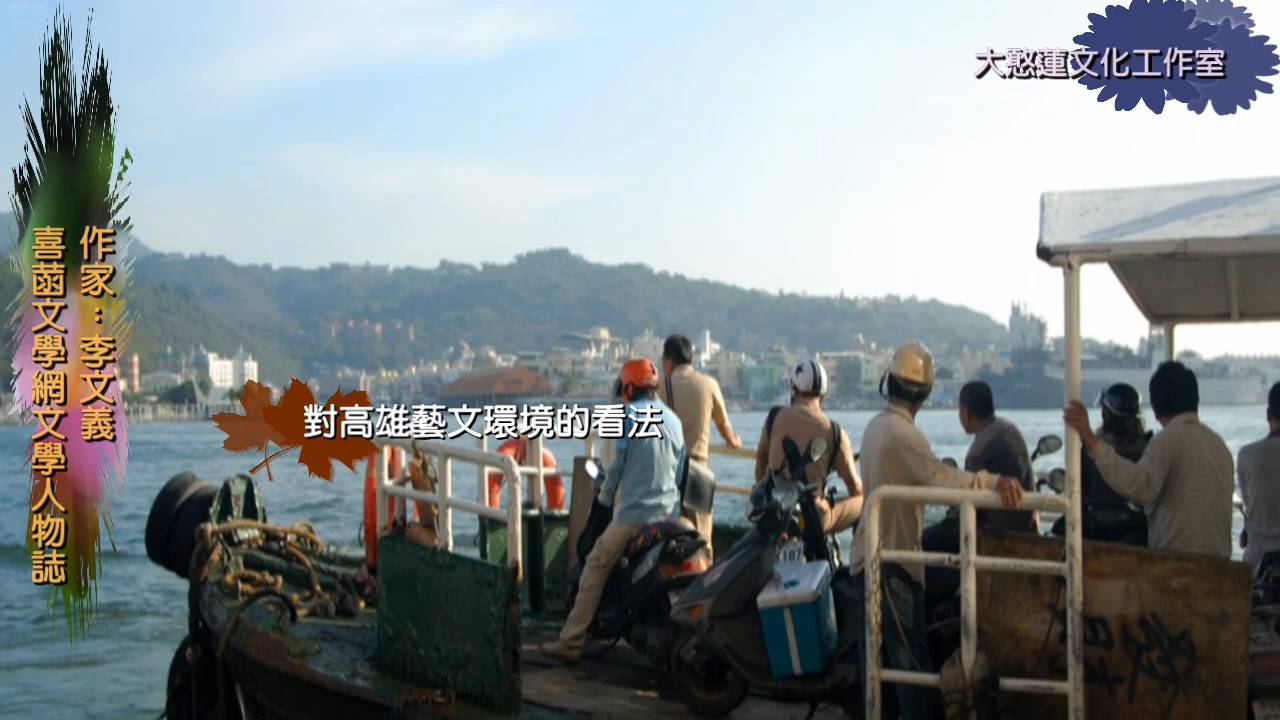 大憨蓮文化工作室
作家：李文義
喜菡文學網文學人物誌
對高雄藝文環境的看法
187